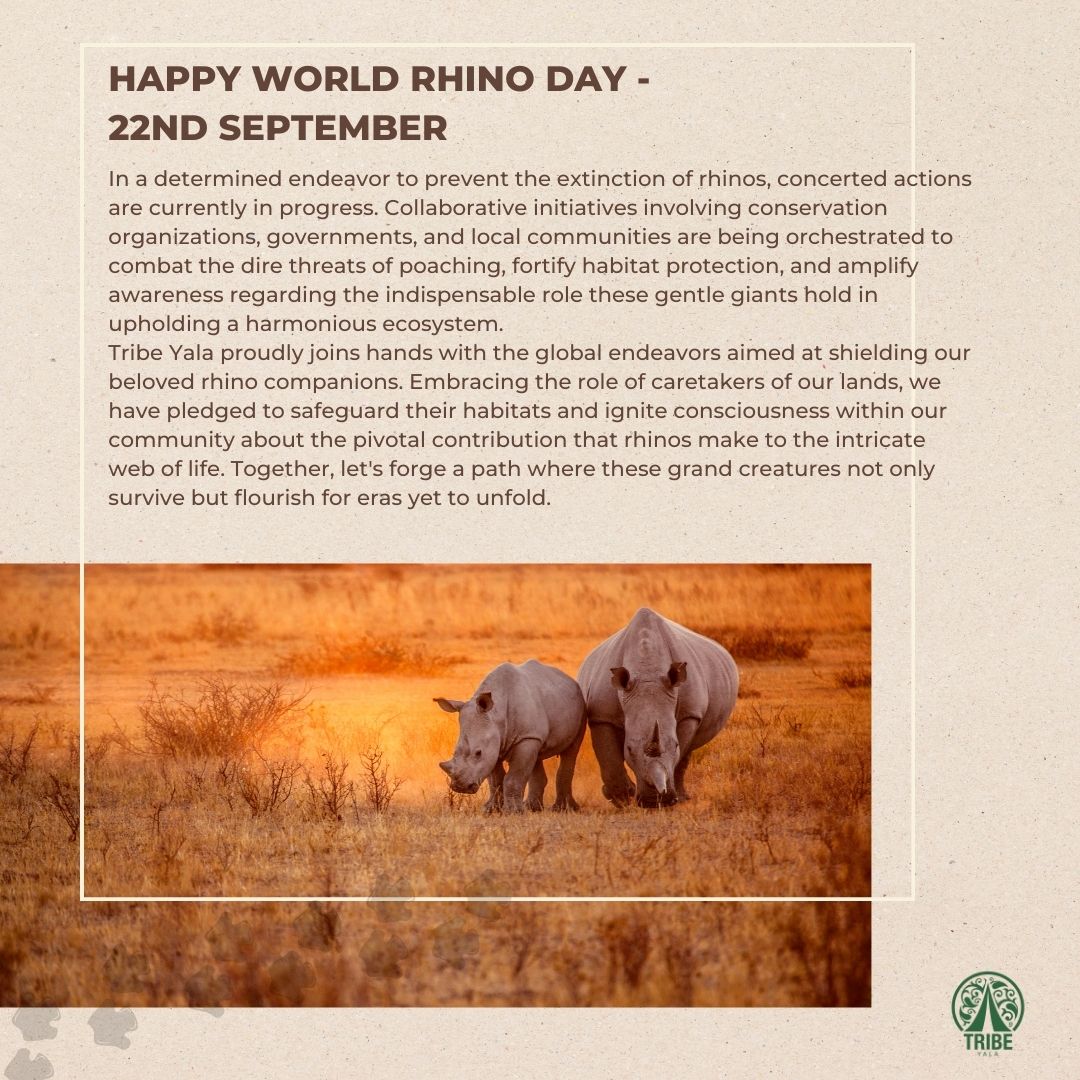 HAPPY WORLD RHINO DAY -
22ND SEPTEMBER
In a determined endeavor to prevent the extinction of rhinos, concerted actions
are currently in progress. Collaborative initiatives involving conservation
organizations, governments, and local communities are being orchestrated to
combat the dire threats of poaching, fortify habitat protection, and amplify
awareness regarding the indispensable role these gentle giants hold in
upholding a harmonious ecosystem.
Tribe Yala proudly joins hands with the global endeavors aimed at shielding our
beloved rhino companions. Embracing the role of caretakers of our lands, we
have pledged to safeguard their habitats and ignite consciousness within our
community about the pivotal contribution that rhinos make to the intricate
web of life. Together, let's forge a path where these grand creatures not only
survive but flourish for eras yet to unfold.
TRIBE
YALA